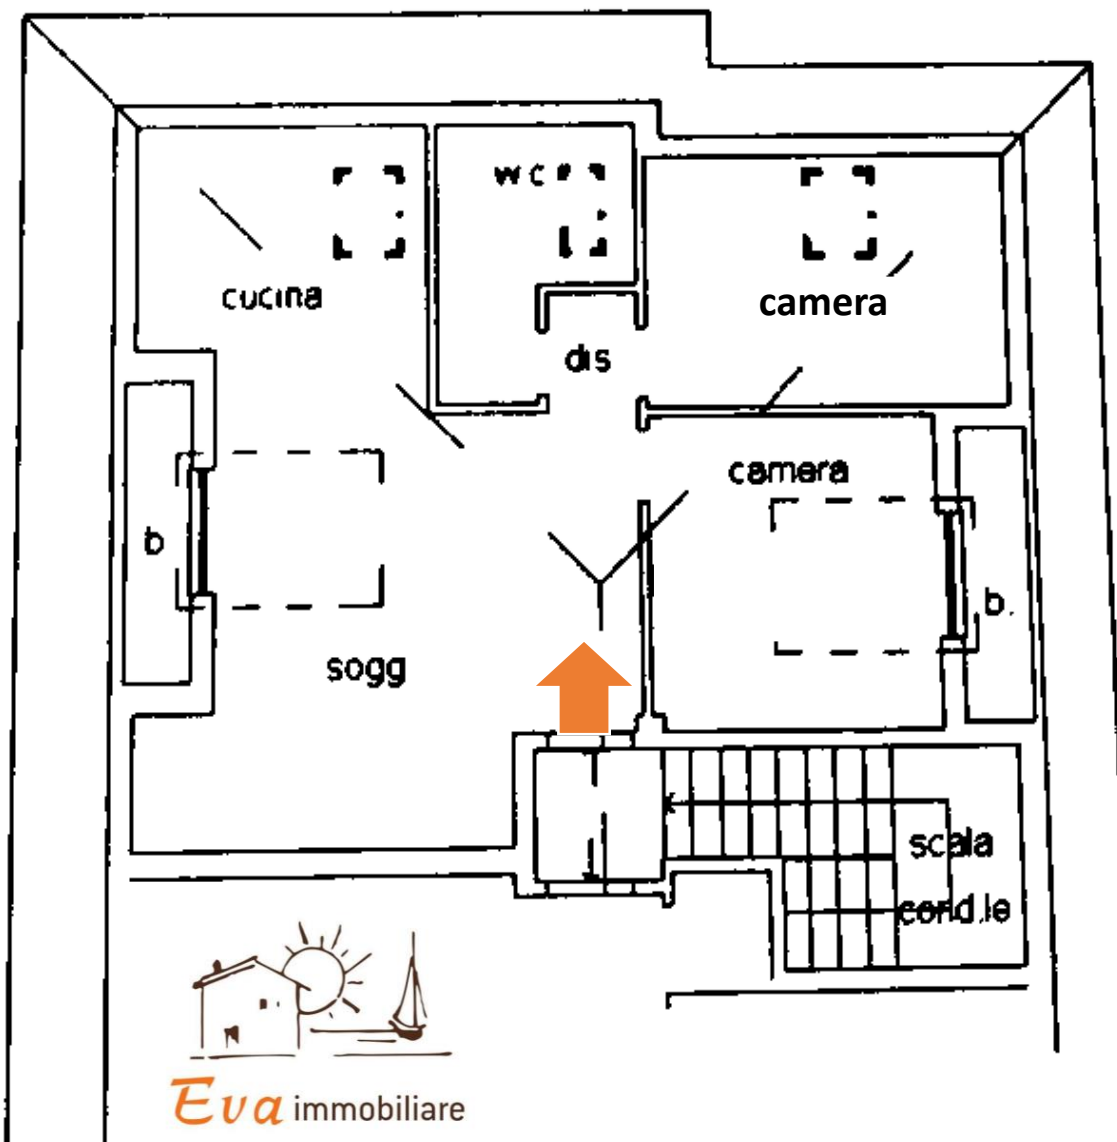 wc
cucina
camera
dis
camera
b
b.
sogg
scala
cond.le
Eva immobiliare